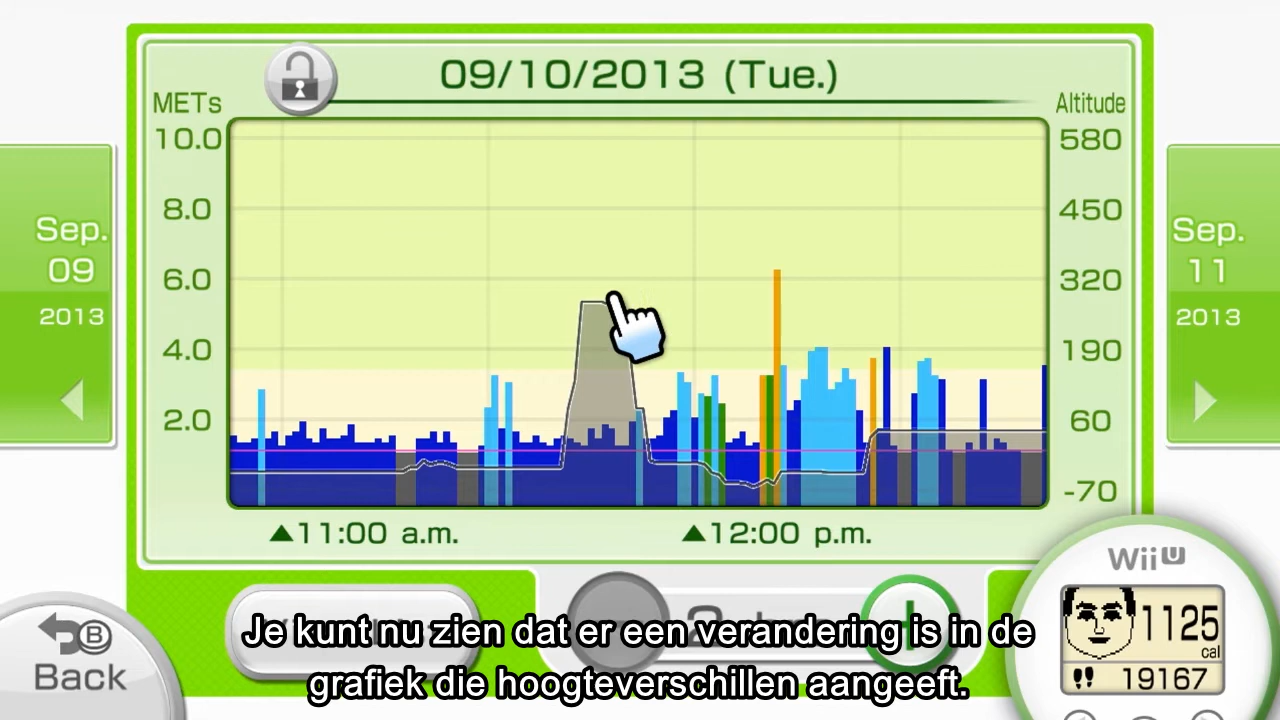 09/10/2013 (Tue.)
METs
Altitude
10.0
8.0
6.0
4.0
2.0
580
450
320
190
60
-70
▲11:00 a.m.
▲12:00 p.m.
Sep.
09
2013
Sep.
11
2013
B
Back
Je kunt nu zien dat er een verandering is in de
grafiek die hoogteverschillen aangeeft.
Wii U
1125
cal
19167